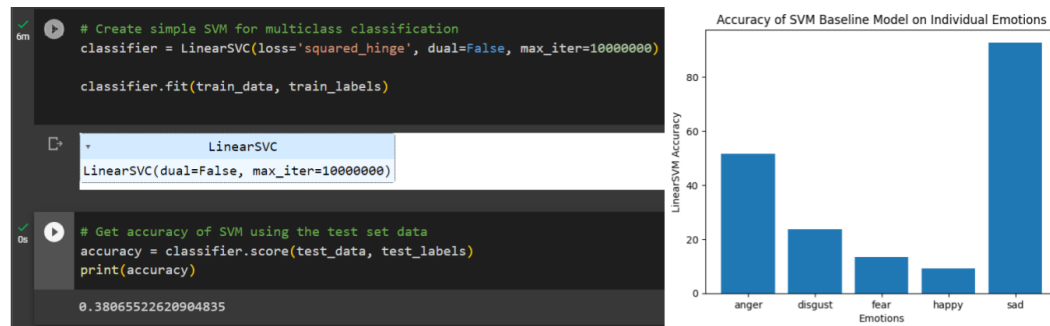 6m
# Create simple SVM for multiclass classification
classifier = LinearSVC(loss='squared_hinge', dual=False, max_iter=10000000)
classifier.fit(train_data, train_labels)
LinearSVC
LinearSVC(dual=False, max_iter=10000000)
0s
# Get accuracy of SVM using the test set data
accuracy = classifier.score(test_data, test_labels)
print(accuracy)
0.38065522620904835
Accuracy of SVM Baseline Model on Individual Emotions
LinearSVM Accuracy
80
60
40
20
0
anger disgust fear happy sad
Emotions